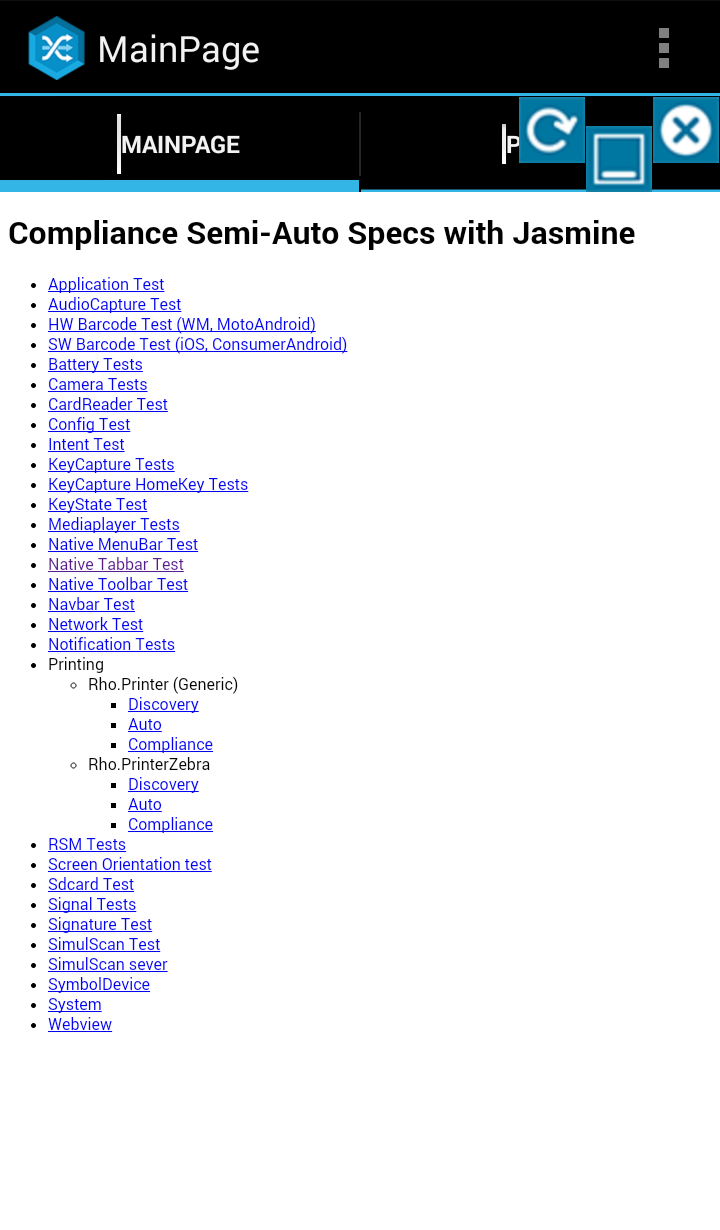 MainPage
MAINPAGE
P
Compliance Semi-Auto Specs with Jasmine
Application Test
AudioCapture Test
HW Barcode Test (WM, MotoAndroid)
SW Barcode Test (iOS, ConsumerAndroid)
Battery Tests
Camera Tests
CardReader Test
Config Test
Intent Test
KeyCapture Tests
KeyCapture HomeKey Tests
KeyState Test
Mediaplayer Tests
Native MenuBar Test
Native Tabbar Test
Native Toolbar Test
Navbar Test
Network Test
Notification Tests
Printing
Rho.Printer (Generic)
Discovery
Auto
Compliance
Rho.PrinterZebra
Discovery
Auto
Compliance
RSM Tests
Screen Orientation test
Sdcard Test
Signal Tests
Signature Test
SimulScan Test
SimulScan sever
SymbolDevice
System
Webview